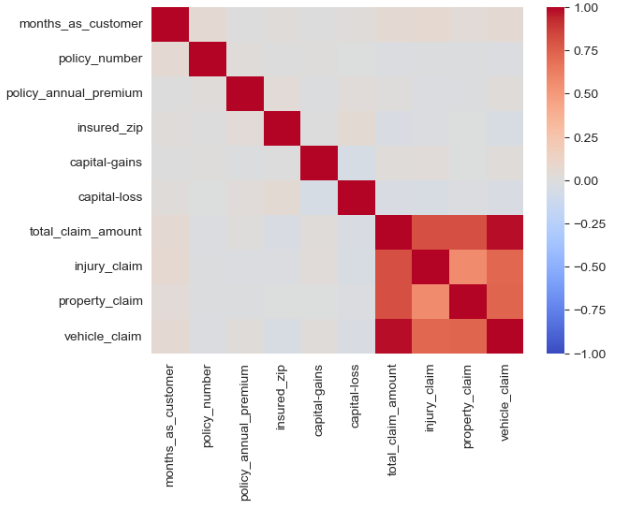 months_as_customer
policy_number
policy_annual_premium
insured_zip
capital-gains
capital-loss
total_claim_amount
injury_claim
property_claim
vehicle_claim
months_as_customer
policy_number
policy_annual_premium
insured_zip
capital-gains
capital-loss
total_claim_amount
injury_claim
property_claim
vehicle_claim
1.00
0.75
0.50
0.25
0.00
−0.25
−0.50
−0.75
−1.00